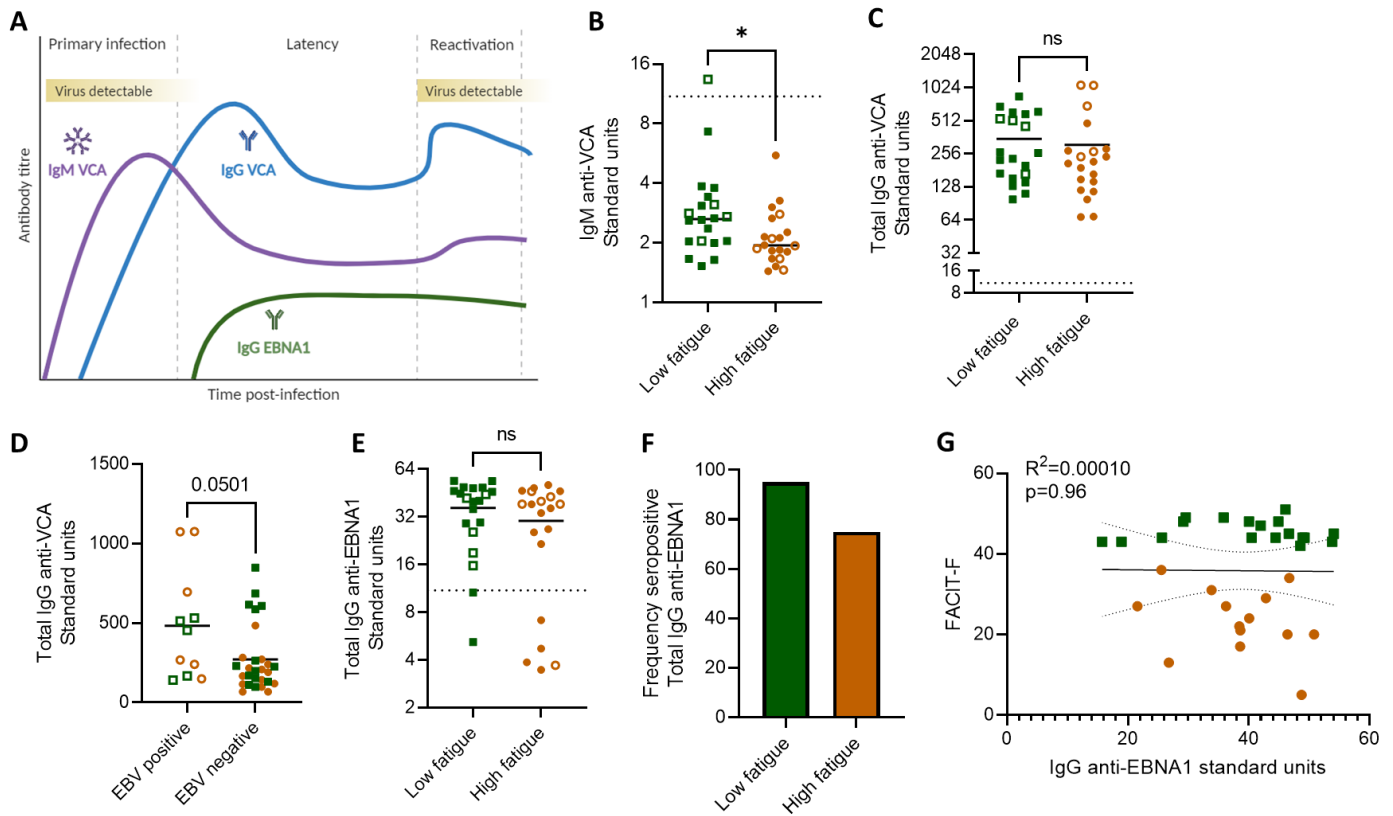 A
Primary infection
Latency
Reactivation
Virus detectable
Virus detectable
IgM VCA
IgG VCA
IgG EBNA1
Antibody titre
Time post-infection
B
*
16
8
4
2
1
IgM anti-VCA
Standard units
Low fatigue
High fatigue
C
ns
2048
1024
512
256
128
64
32
16
8
Total IgG anti-VCA
Standard units
Low fatigue
High fatigue
D
0.0501
1500
1000
500
0
Total IgG anti-VCA
Standard units
EBV positive
EBV negative
E
ns
64
32
16
8
4
2
Total IgG anti-EBNA1
Standard units
Low fatigue
High fatigue
F
100
80
60
40
20
0
Frequency seropositive
Total IgG anti-EBNA1
Low fatigue
High fatigue
G
R²=0.00010
p=0.96
60
40
20
0
FACIT-F
0 20 40 60
IgG anti-EBNA1 standard units